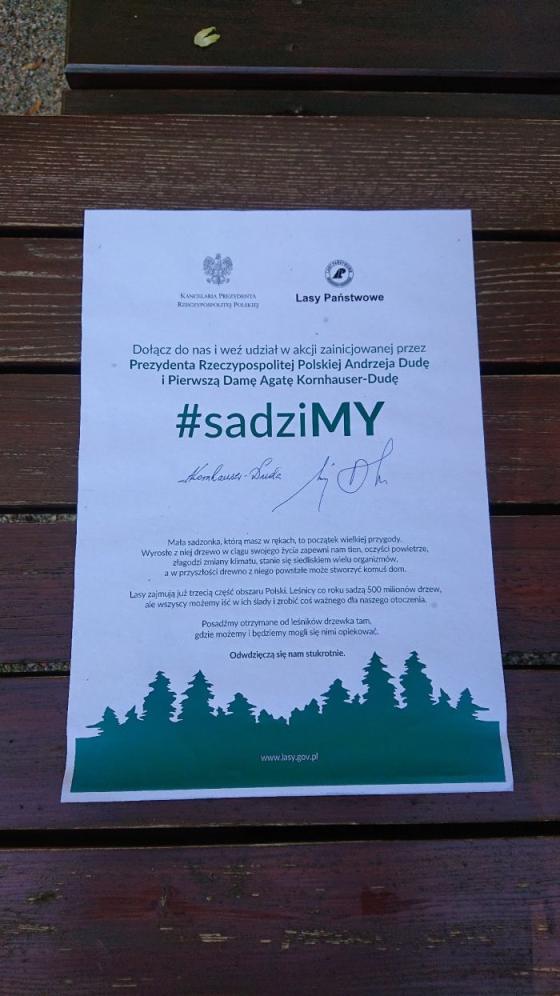 KANCELARIA PREZYDENTA
RZECZYPOSPOLITEJ POLSKIEJ
LASY PAŃSTWOWE
Lasy Państwowe
Dołącz do nas i weź udział w akcji zainicjowanej przez
Prezydenta Rzeczypospolitej Polskiej Andrzeja Dudę
i Pierwszą Damę Agatę Kornhauser-Dudę
#sadziMY
Kornhauser-Duda
Mała sadzonka, którą masz w rękach, to początek wielkiej przygody.
Wyrosłe z niej drzewo w ciągu swojego życia zapewni nam tlen, oczyści powietrze,
złagodzi zmiany klimatu, stanie się siedliskiem wielu organizmów,
a w przyszłości drewno z niego powstałe może stworzyć komuś dom.
Lasy zajmują już trzecią część obszaru Polski. Leśnicy co roku sadzą 500 milionów drzew,
ale wszyscy możemy iść w ich ślady i zrobić coś ważnego dla naszego otoczenia.
Posadźmy otrzymane od leśników drzewka tam,
gdzie możemy i będziemy mogli się nimi opiekować.
Odwdzięczą się nam stukrotnie.
www.lasy.gov.pl